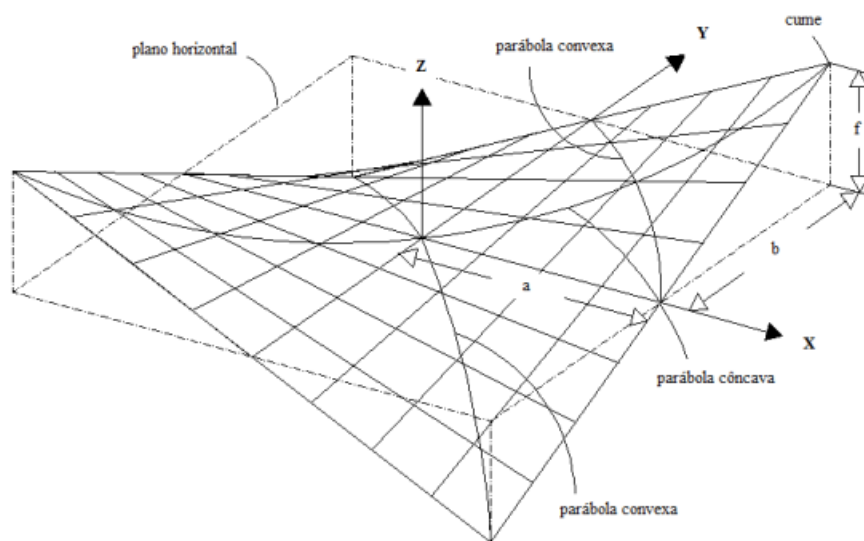 cume
parábola convexa
Y
plano horizontal
Z
f
b
a
X
parábola côncava
parábola convexa